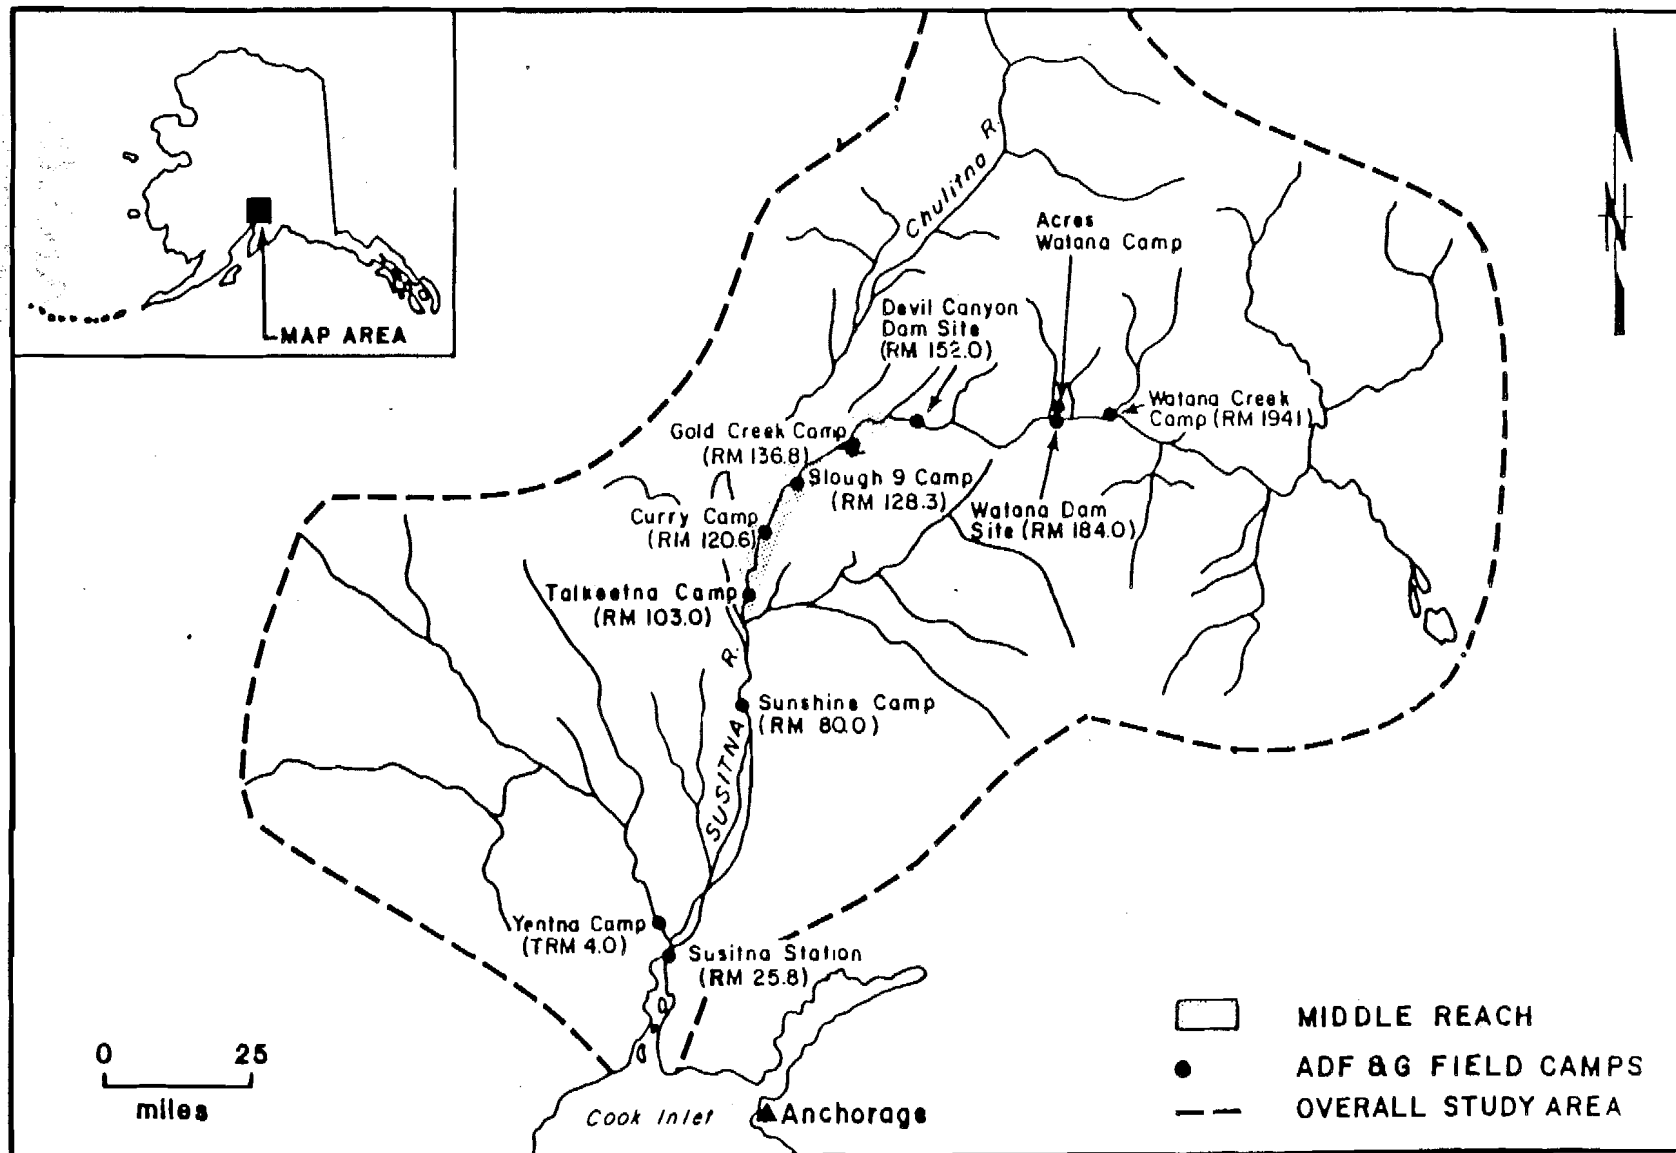 MAP AREA
Chulitna R.
Acres
Watana Camp
Devil Canyon
Dam Site
(RM 152.0)
Watana Creek
Camp (RM 194.1)
Gold Creek Camp
(RM 136.8)
Slough 9 Camp
(RM 128.3)
Watana Dam
Site (RM 184.0)
Curry Camp
(RM 120.6)
Talkeetna Camp
(RM 103.0)
SUSITNA R.
Sunshine Camp
(RM 80.0)
Yentna Camp
(TRM 4.0)
Susitna Station
(RM 25.8)
N
0 25
miles
Cook Inlet
Anchorage
MIDDLE REACH
ADF &G FIELD CAMPS
OVERALL STUDY AREA